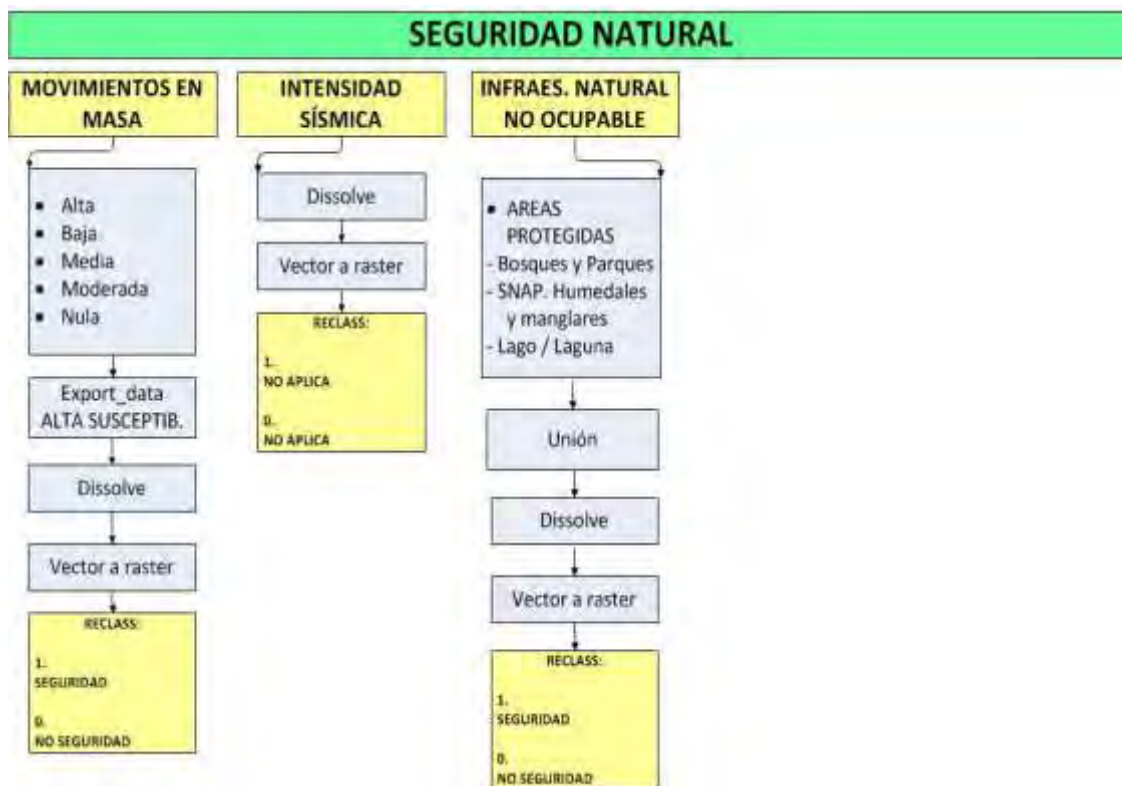 SEGURIDAD NATURAL
MOVIMIENTOS EN
MASA
• Alta
• Baja
• Media
• Moderada
• Nula
Export_data
ALTA SUSCEPTIB.
Dissolve
Vector a raster
RECLASS:
1.
SEGURIDAD
0.
NO SEGURIDAD
INTENSIDAD
SÍSMICA
Dissolve
Vector a raster
RECLASS:
1.
NO APLICA
0.
NO APLICA
INFRAES. NATURAL
NO OCUPABLE
• AREAS
PROTEGIDAS
- Bosques y Parques
- SNAP. Humedales
y manglares
- Lago / Laguna
Unión
Dissolve
Vector a raster
RECLASS:
1.
SEGURIDAD
0.
NO SEGURIDAD